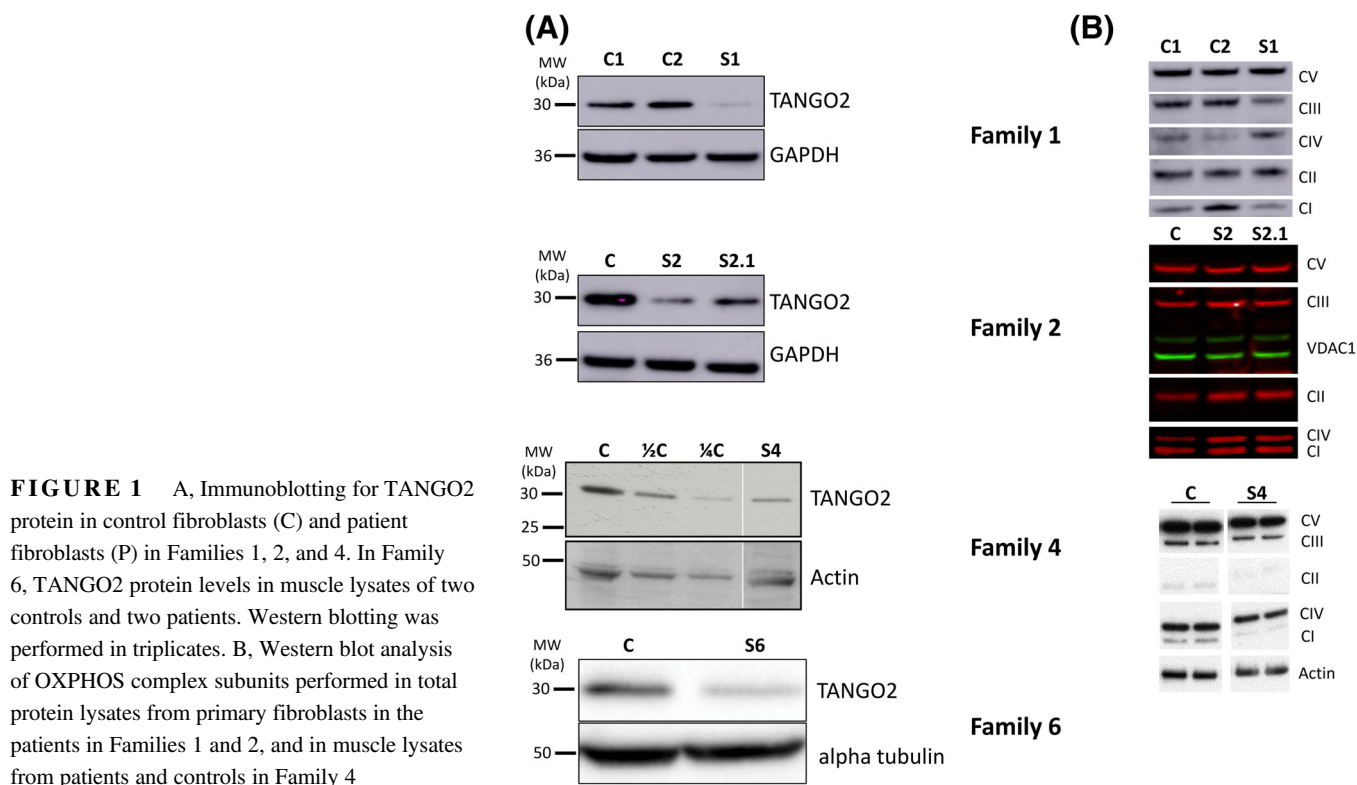 (A)
MW
(kDa)
C1 C2 S1
30
TANGO2
36
GAPDH
Family 1
MW
(kDa)
C S2 S2.1
30
TANGO2
36
GAPDH
Family 2
MW
(kDa)
C ½C ¼C S4
30
TANGO2
25
50
Actin
Family 4
MW
(kDa)
C S6
30
TANGO2
50
alpha tubulin
Family 6
(B)
C1 C2 S1
CV
CIII
CIV
CII
CI
C S2 S2.1
CV
CIII
VDAC1
CII
CIV
CI
C S4
CV
CIII
CII
CIV
CI
Actin
FIGURE 1 A, Immunoblotting for TANGO2
protein in control fibroblasts (C) and patient
fibroblasts (P) in Families 1, 2, and 4. In Family
6, TANGO2 protein levels in muscle lysates of two
controls and two patients. Western blotting was
performed in triplicates. B, Western blot analysis
of OXPHOS complex subunits performed in total
protein lysates from primary fibroblasts in the
patients in Families 1 and 2, and in muscle lysates
from patients and controls in Family 4